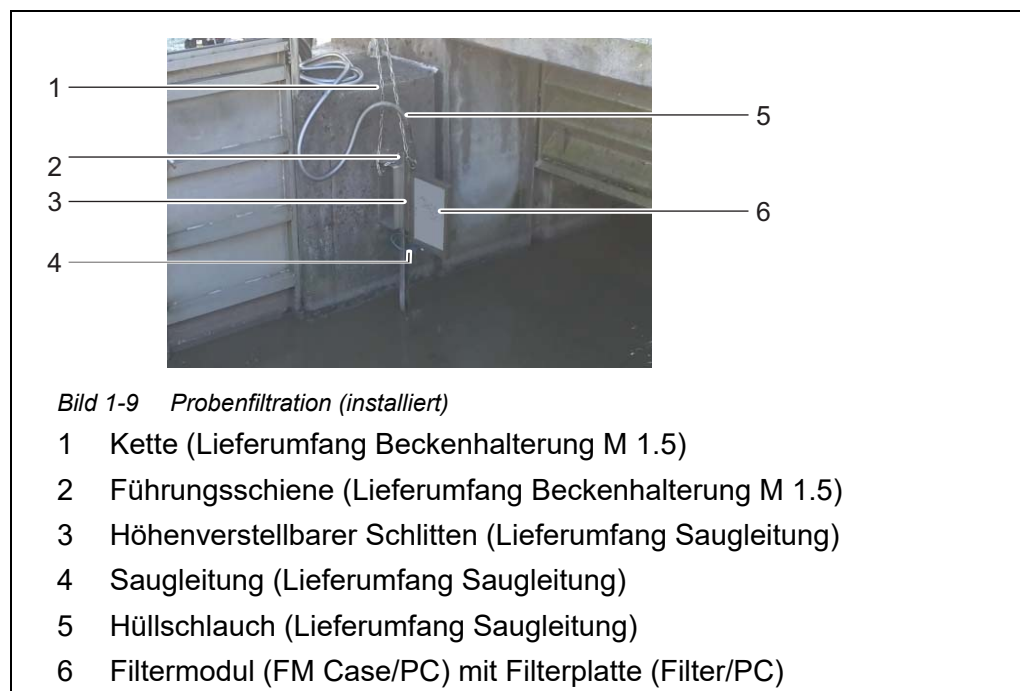 1
2
3
4
5
6
Bild 1-9 Probenfiltration (installiert)
1 Kette (Lieferumfang Beckenhalterung M 1.5)
2 Führungsschiene (Lieferumfang Beckenhalterung M 1.5)
3 Höhenverstellbarer Schlitten (Lieferumfang Saugleitung)
4 Saugleitung (Lieferumfang Saugleitung)
5 Hüllschlauch (Lieferumfang Saugleitung)
6 Filtermodul (FM Case/PC) mit Filterplatte (Filter/PC)